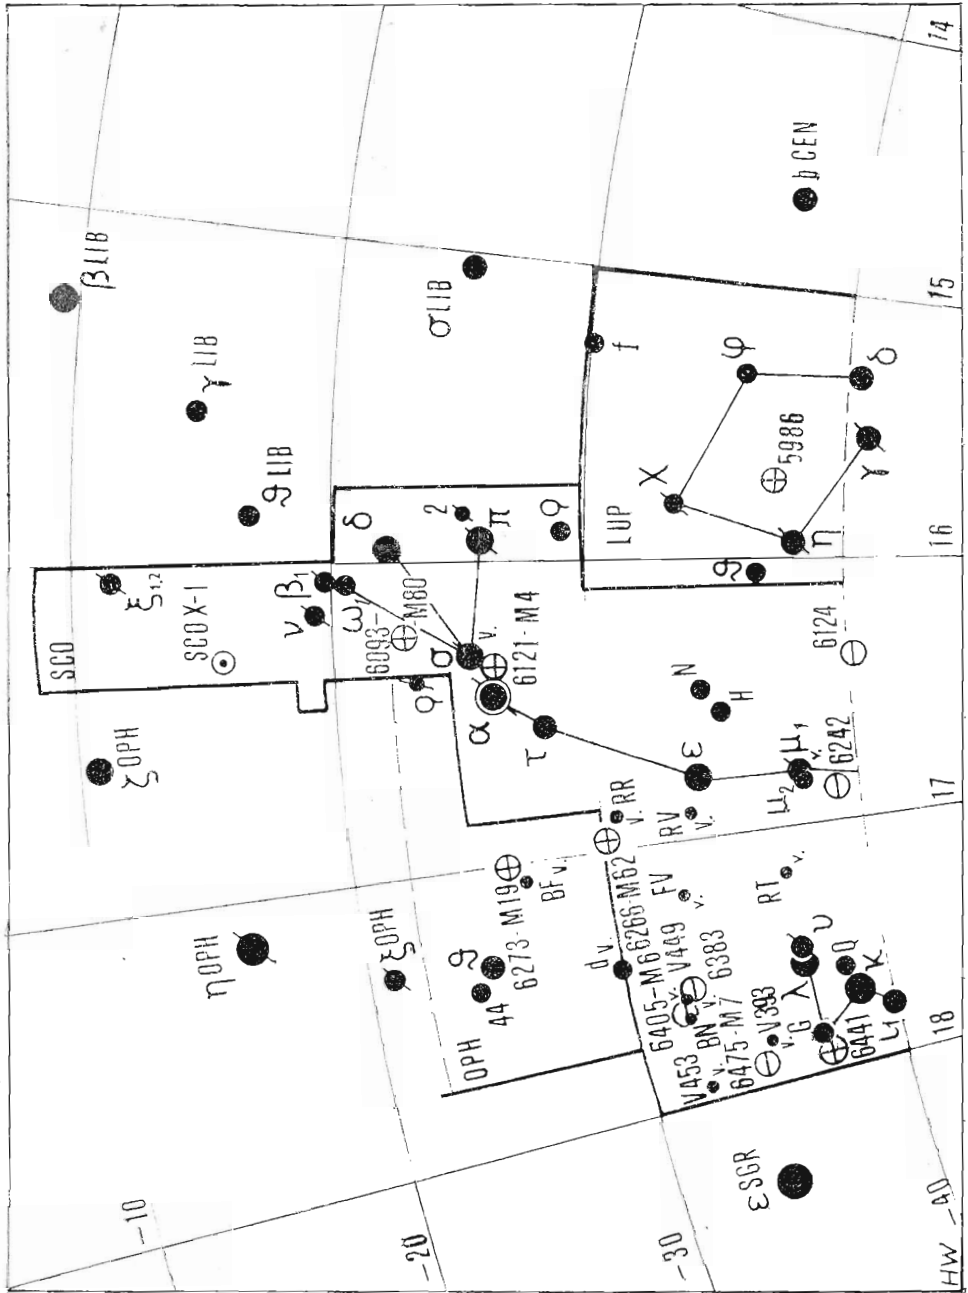 14
b CEN
β LIB
σ LIB
15
γ LIB
f
φ
δ
ϑ LIB
χ
5986
γ
δ
2
π
ρ
LUP
η
16
ξ1,2
β1
ϑ
SCO
SCO X-1
ν
ω1
6093-M80
σ
v.
6121-M4
6124
φ
α
N
H
ζ OPH
τ
ε
μ1
v.
μ2
6242
17
RR
v.
RV
v.
6273-M19
BF v.
6266-M62
FV
v.
RT
v.
η OPH
ξ OPH
ϑ
44
d v.
6405-M6
V449
v.
6383
υ
λ
Q
κ
OPH
BN
v.
V453
v.
6475-M7
V393
v.
G
6441
ι1
18
ε SGR
-10
-20
-30
-40
HW